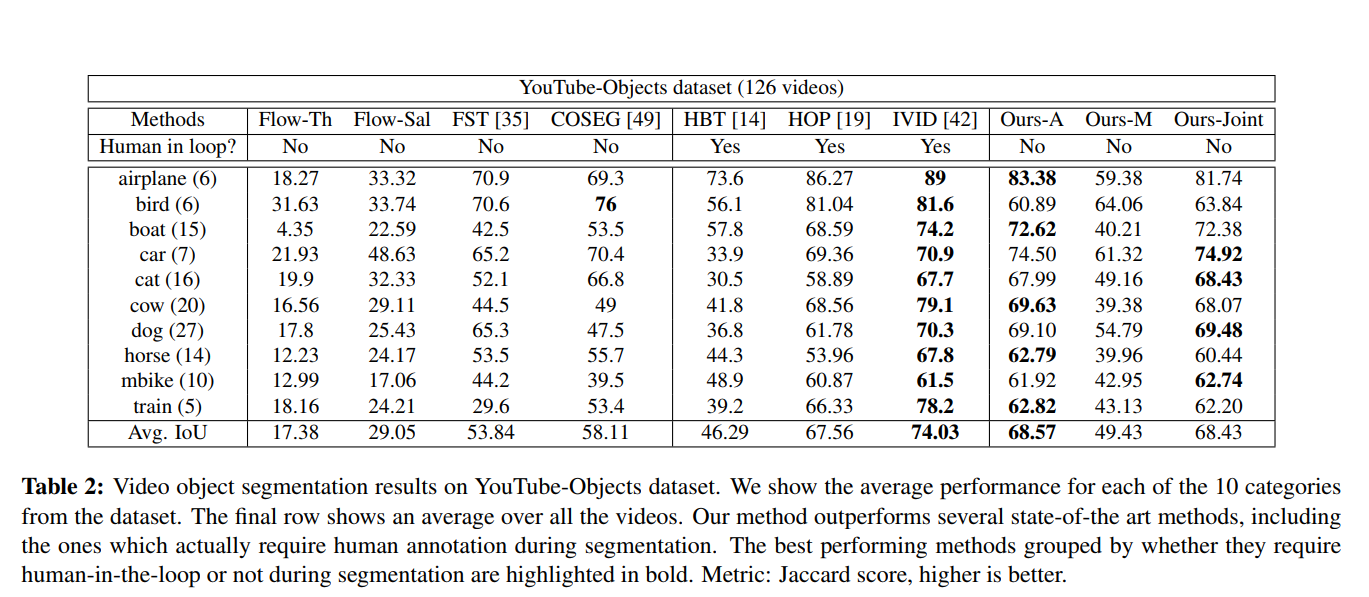 YouTube-Objects dataset (126 videos)
Methods Flow-Th Flow-Sal FST [35] COSEG [49] HBT [14] HOP [19] IVID [42] Ours-A Ours-M Ours-Joint
Human in loop? No No No No Yes Yes Yes No No No
airplane (6) 18.27 33.32 70.9 69.3 73.6 86.27 89 83.38 59.38 81.74
bird (6) 31.63 33.74 70.6 76 56.1 81.04 81.6 60.89 64.06 63.84
boat (15) 4.35 22.59 42.5 53.5 57.8 68.59 74.2 72.62 40.21 72.38
car (7) 21.93 48.63 65.2 70.4 33.9 69.36 70.9 74.50 61.32 74.92
cat (16) 19.9 32.33 52.1 66.8 30.5 58.89 67.7 67.99 49.16 68.43
cow (20) 16.56 29.11 44.5 49 41.8 68.56 79.1 69.63 39.38 68.07
dog (27) 17.8 25.43 65.3 47.5 36.8 61.78 70.3 69.10 54.79 69.48
horse (14) 12.23 24.17 53.5 55.7 44.3 53.96 67.8 62.79 39.96 60.44
mbike (10) 12.99 17.06 44.2 39.5 48.9 60.87 61.5 61.92 42.95 62.74
train (5) 18.16 24.21 29.6 53.4 39.2 66.33 78.2 62.82 43.13 62.20
Avg. IoU 17.38 29.05 53.84 58.11 46.29 67.56 74.03 68.57 49.43 68.43
Table 2: Video object segmentation results on YouTube-Objects dataset. We show the average performance for each of the 10 categories
from the dataset. The final row shows an average over all the videos. Our method outperforms several state-of-the art methods, including
the ones which actually require human annotation during segmentation. The best performing methods grouped by whether they require
human-in-the-loop or not during segmentation are highlighted in bold. Metric: Jaccard score, higher is better.